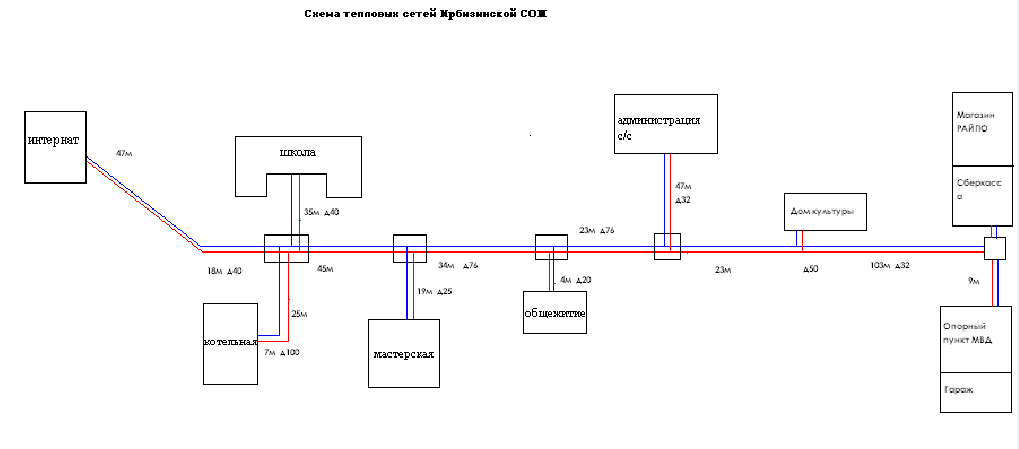 Схема тепловых сетей Ирбизинской СОШ
интернат
47м
школа
35м д40
18м д40
45м
25м
котельная
7м д100
34м д76
19м д25
мастерская
23м д76
4м д20
общежитие
администрация
с/с
47м
д32
23м
Дом культуры
д50
103м д32
Магазин
РАЙПО
Сберкасс
а
9м
Опорный
пункт МВД
Гараж